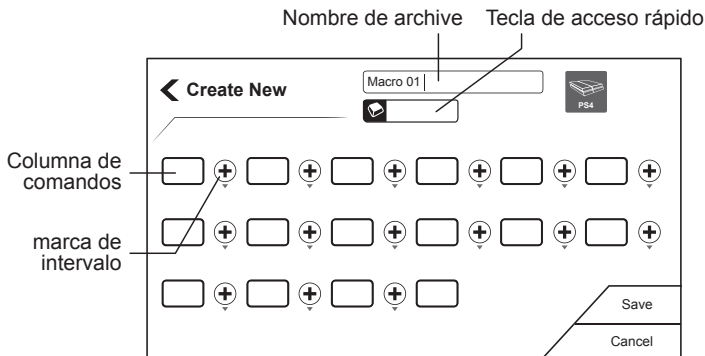 Nombre de archive
Tecla de acceso rápido
Create New
Macro 01
PS4
Columna de
comandos
marca de
intervalo
Save
Cancel